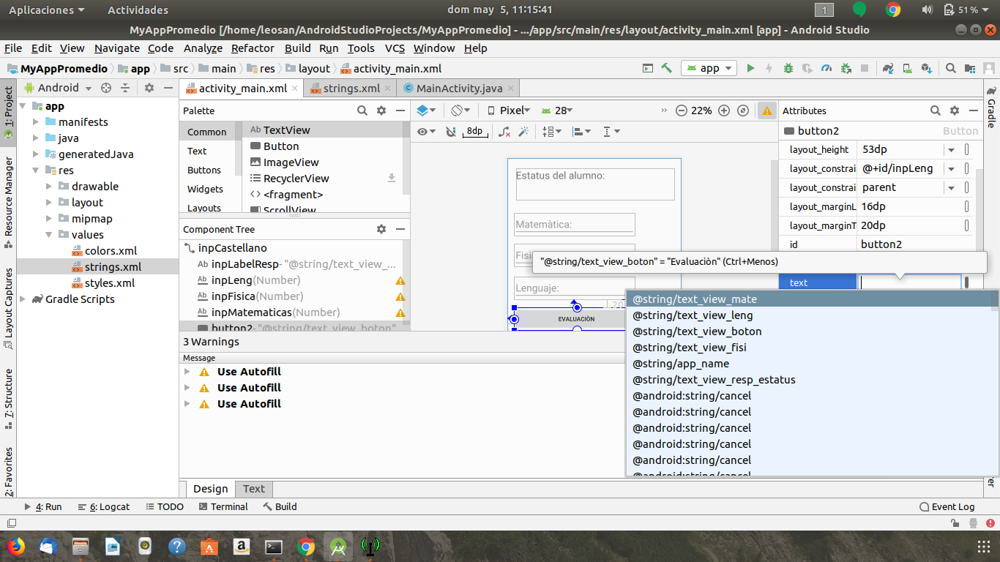 Aplicaciones Actividades dom may 5, 11:15:41 1 51%
MyAppPromedio [/home/leosan/AndroidStudioProjects/MyAppPromedio] - .../app/src/main/res/layout/activity_main.xml [app] - Android Studio
File Edit View Navigate Code Analyze Refactor Build Run Tools VCS Window Help
MyAppPromedio app src main res layout activity_main.xml app
Android activity_main.xml strings.xml MainActivity.java
1: Project
Resource Manager
Layout Captures
7: Structure
2: Favorites
app
manifests
java
generatedJava
res
drawable
layout
mipmap
values
colors.xml
strings.xml
styles.xml
Gradle Scripts
Palette
Common
Text
Buttons
Widgets
Layouts
Ab TextView
Button
ImageView
RecyclerView
<> <fragment>
ScrollView
Component Tree
inpCastellano
Ab inpLabelResp- "@string/text_view_...
Ab inpLeng(Number)
Ab inpFisica(Number)
Ab inpMatematicas(Number)
button2- "@string/text_view_boton"
Pixel 28 22%
8dp
Estatus del alumno:
Matemàtica:
Fisi
Lenguaje:
20
EVALUACIÒN
Attributes
button2 Button
layout_height 53dp
layout_constrai @+id/inpLeng
layout_constrai parent
layout_marginL 16dp
layout_marginT 20dp
id button2
"@string/text_view_boton" = "Evaluaciòn" (Ctrl+Menos)
text
@string/text_view_mate
@string/text_view_leng
@string/text_view_boton
@string/text_view_fisi
@string/app_name
@string/text_view_resp_estatus
@android:string/cancel
@android:string/cancel
@android:string/cancel
@android:string/cancel
@android:string/cancel
@android:string/cancel
Gradle
er
3 Warnings
Message
Use Autofill
Use Autofill
Use Autofill
Design Text
4: Run 6: Logcat TODO Terminal Build Event Log